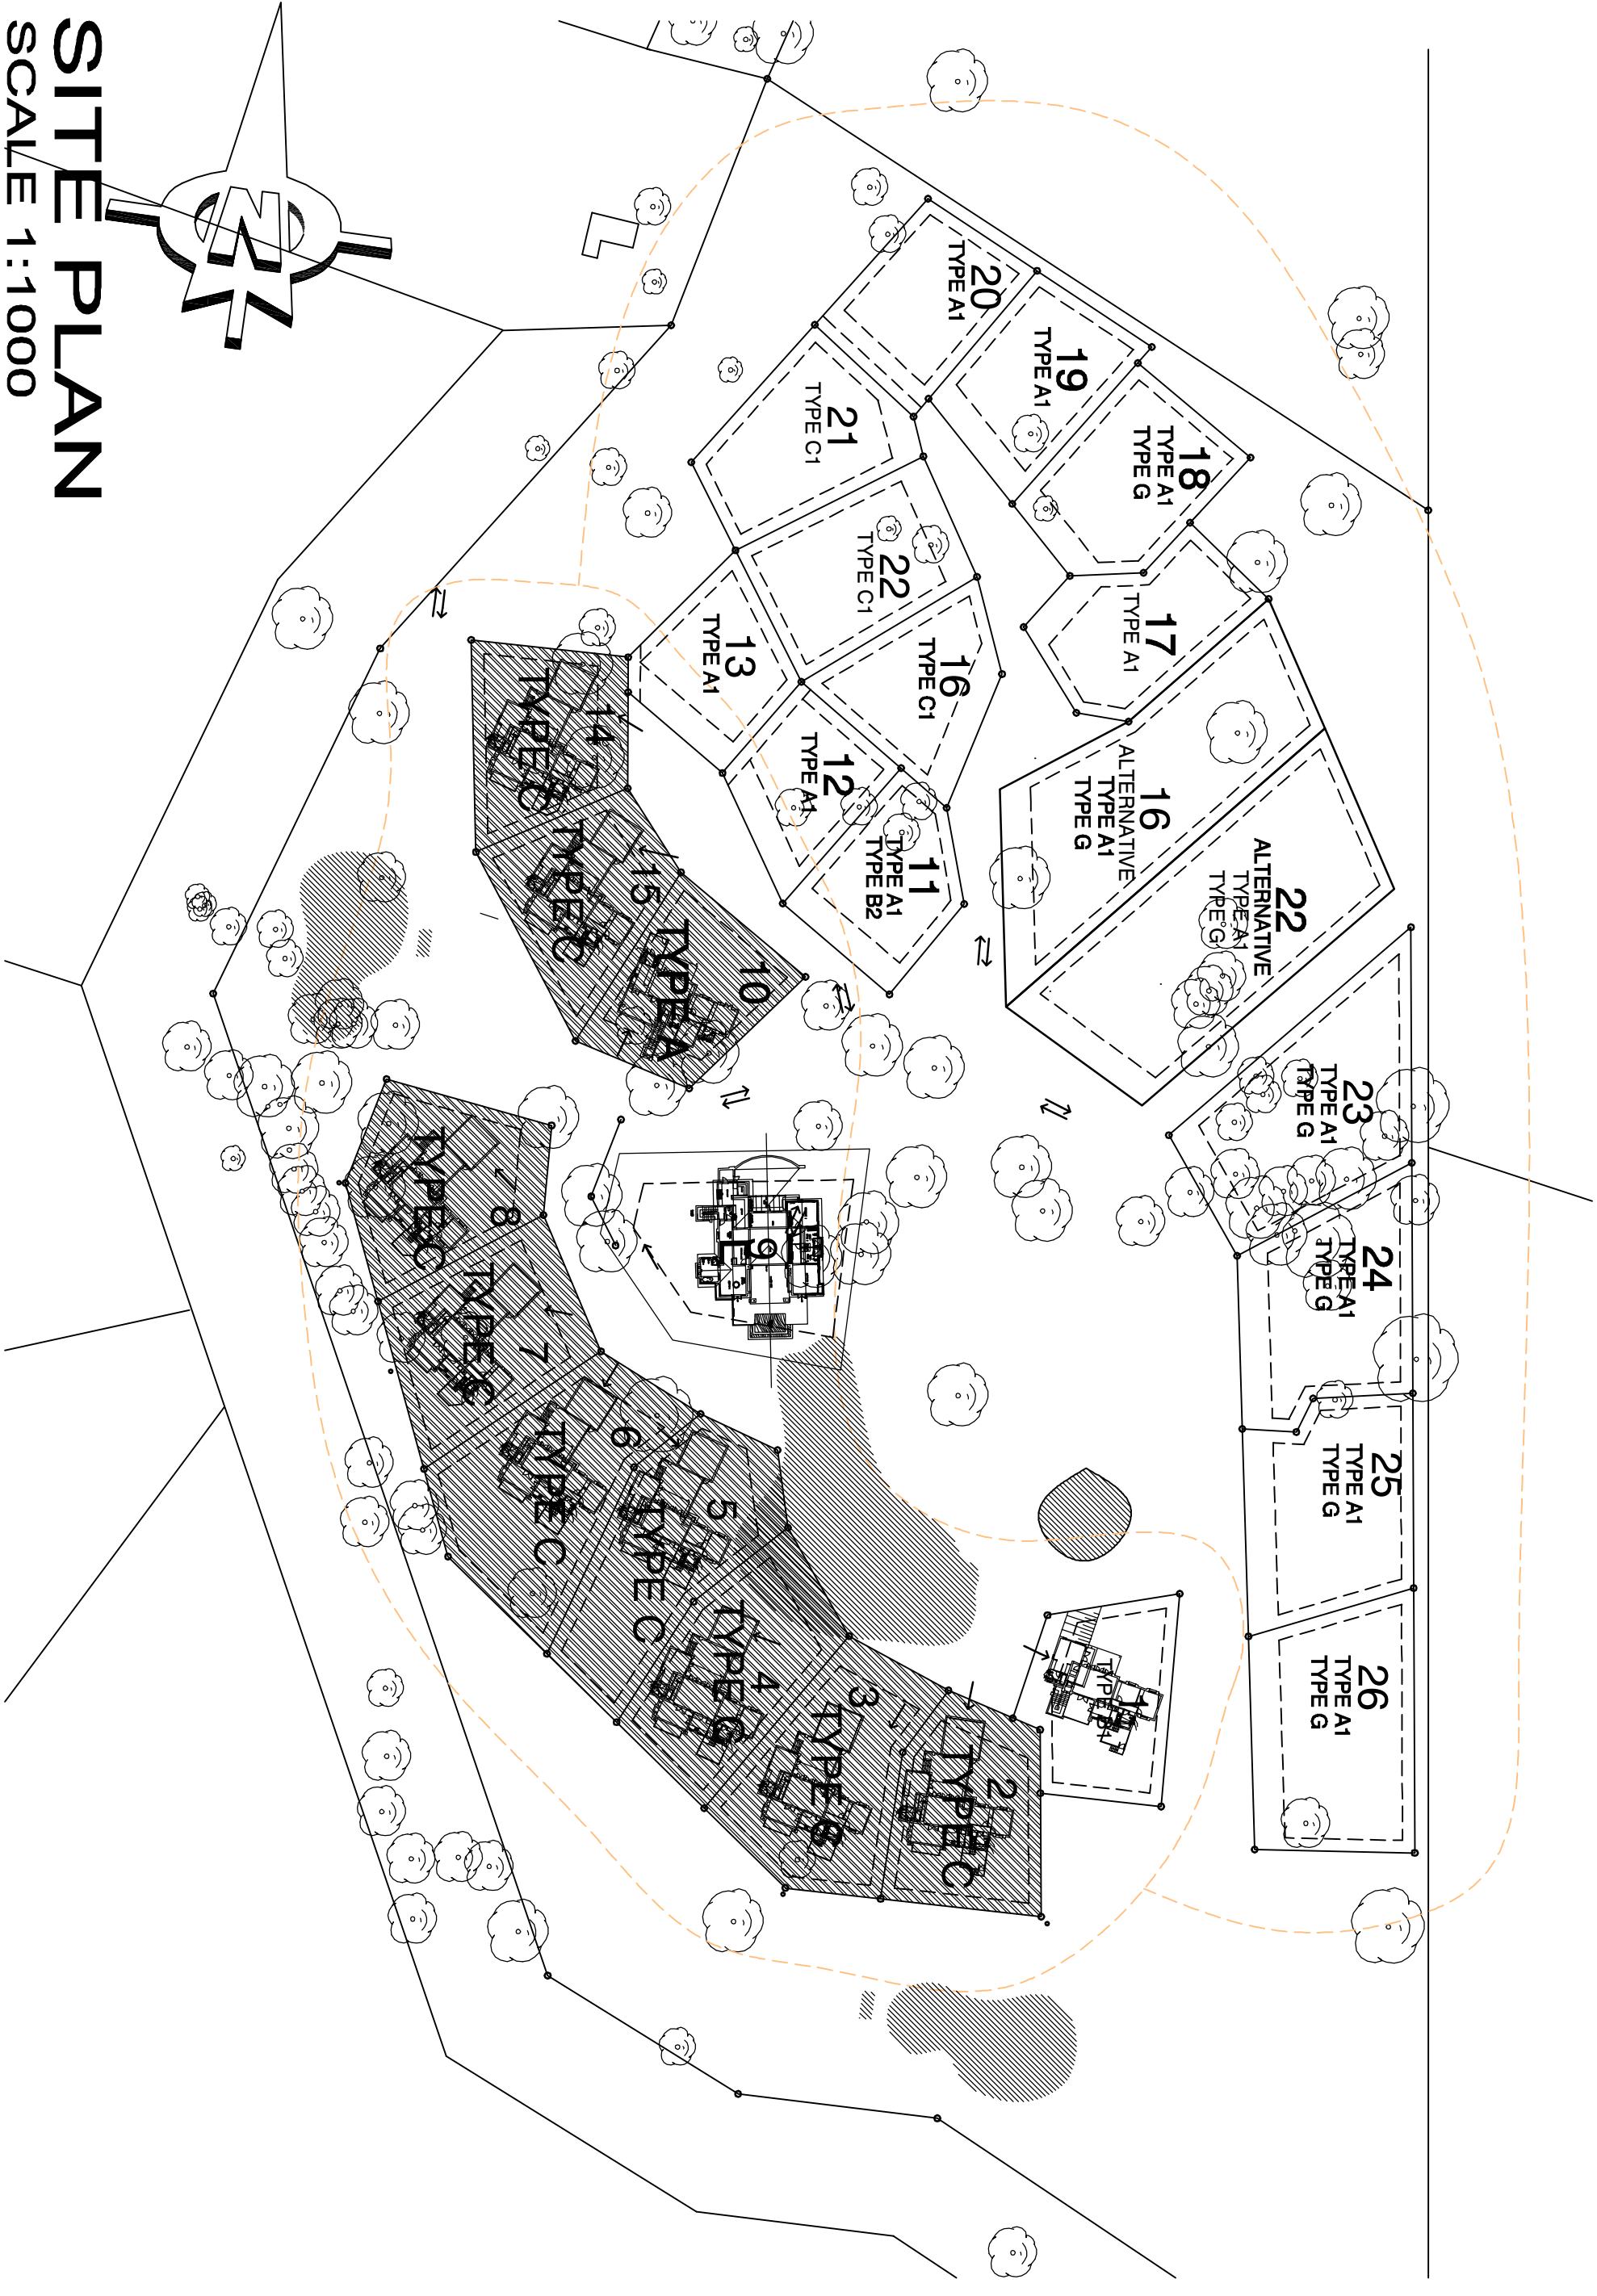 SITE PLAN
SCALE 1:1000
N
20
TYPE A1
19
TYPE A1
18
TYPE A1
TYPE G
21
TYPE C1
22
TYPE C1
17
TYPE A1
13
TYPE A1
16
TYPE C1
16
ALTERNATIVE
TYPE A1
TYPE G
12
TYPE A1
11
TYPE A1
TYPE B2
22
ALTERNATIVE
TYPE A1
TYPE G
14
TYPE C
15
TYPE C
10
TYPE A
23
TYPE A1
TYPE G
24
TYPE A1
TYPE G
25
TYPE A1
TYPE G
26
TYPE A1
TYPE G
9
8
TYPE C
7
TYPE C
6
TYPE C
5
TYPE C
4
TYPE G
3
2
TYPE C
1
TYPE B1